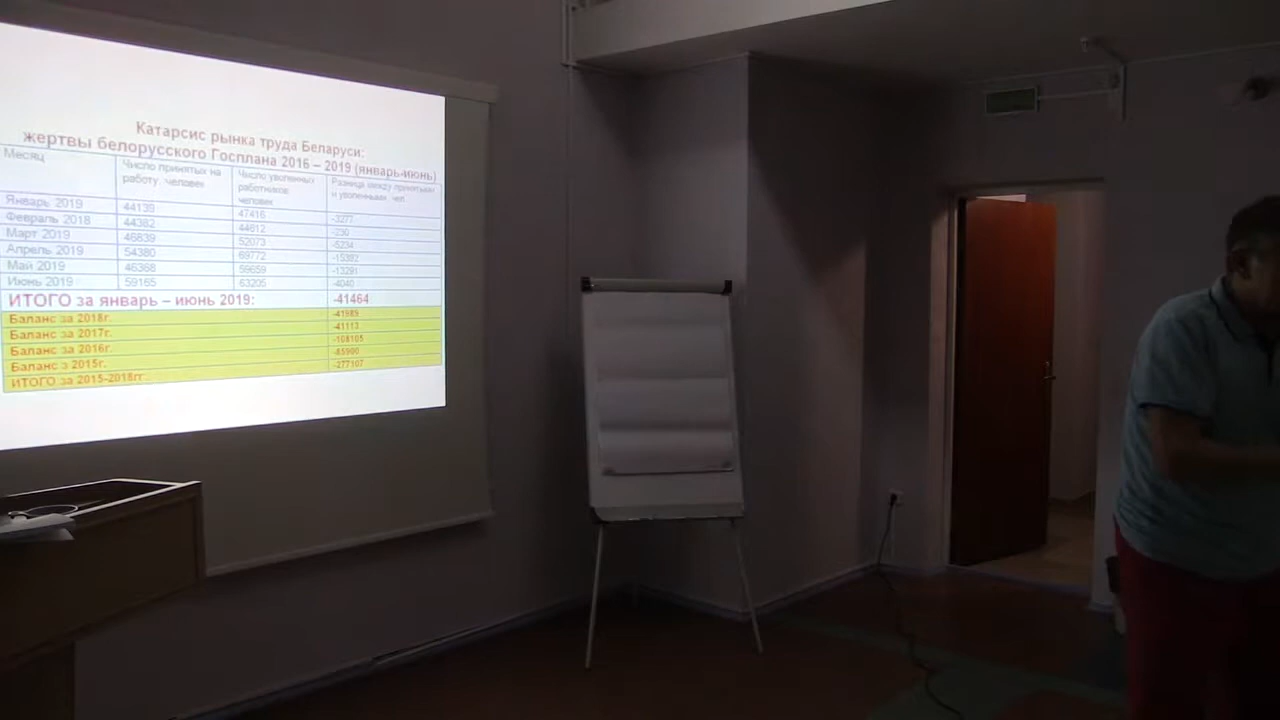 Катарсис рынка труда Беларуси:
жертвы белорусского Госплана 2016 – 2019 (январь-июнь)
Месяц Число принятых на работу, человек Число уволенных работников, человек Разница между принятыми и уволенными, чел.
Январь 2019 44139 47416 -3277
Февраль 2018 44382 44612 -230
Март 2019 46839 52073 -5234
Апрель 2019 54380 69772 -15392
Май 2019 46368 59659 -13291
Июнь 2019 59165 63205 -4040
ИТОГО за январь – июнь 2019: -41464
Баланс за 2018г. -41989
Баланс за 2017г. -41113
Баланс за 2016г. -108105
Баланс з 2015г. -85900
ИТОГО за 2015-2018гг. -277107